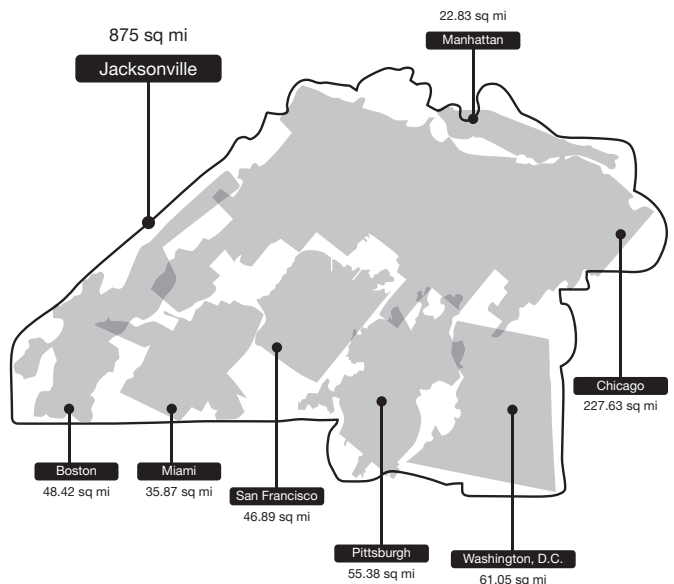 22.83 sq mi
Manhattan
875 sq mi
Jacksonville
Chicago
227.63 sq mi
Boston
48.42 sq mi
Miami
35.87 sq mi
San Francisco
46.89 sq mi
Pittsburgh
55.38 sq mi
Washington, D.C.
61.05 sq mi